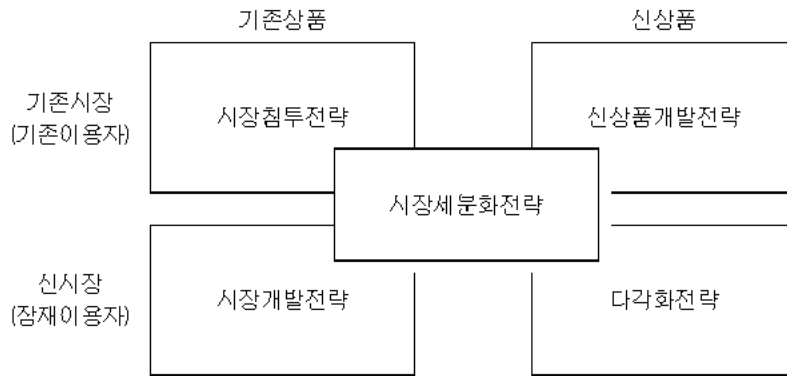 기존상품
신상품
기존시장
(기존이용자)
시장침투전략
신상품개발전략
시장세분화전략
신시장
(잠재이용자)
시장개발전략
다각화전략